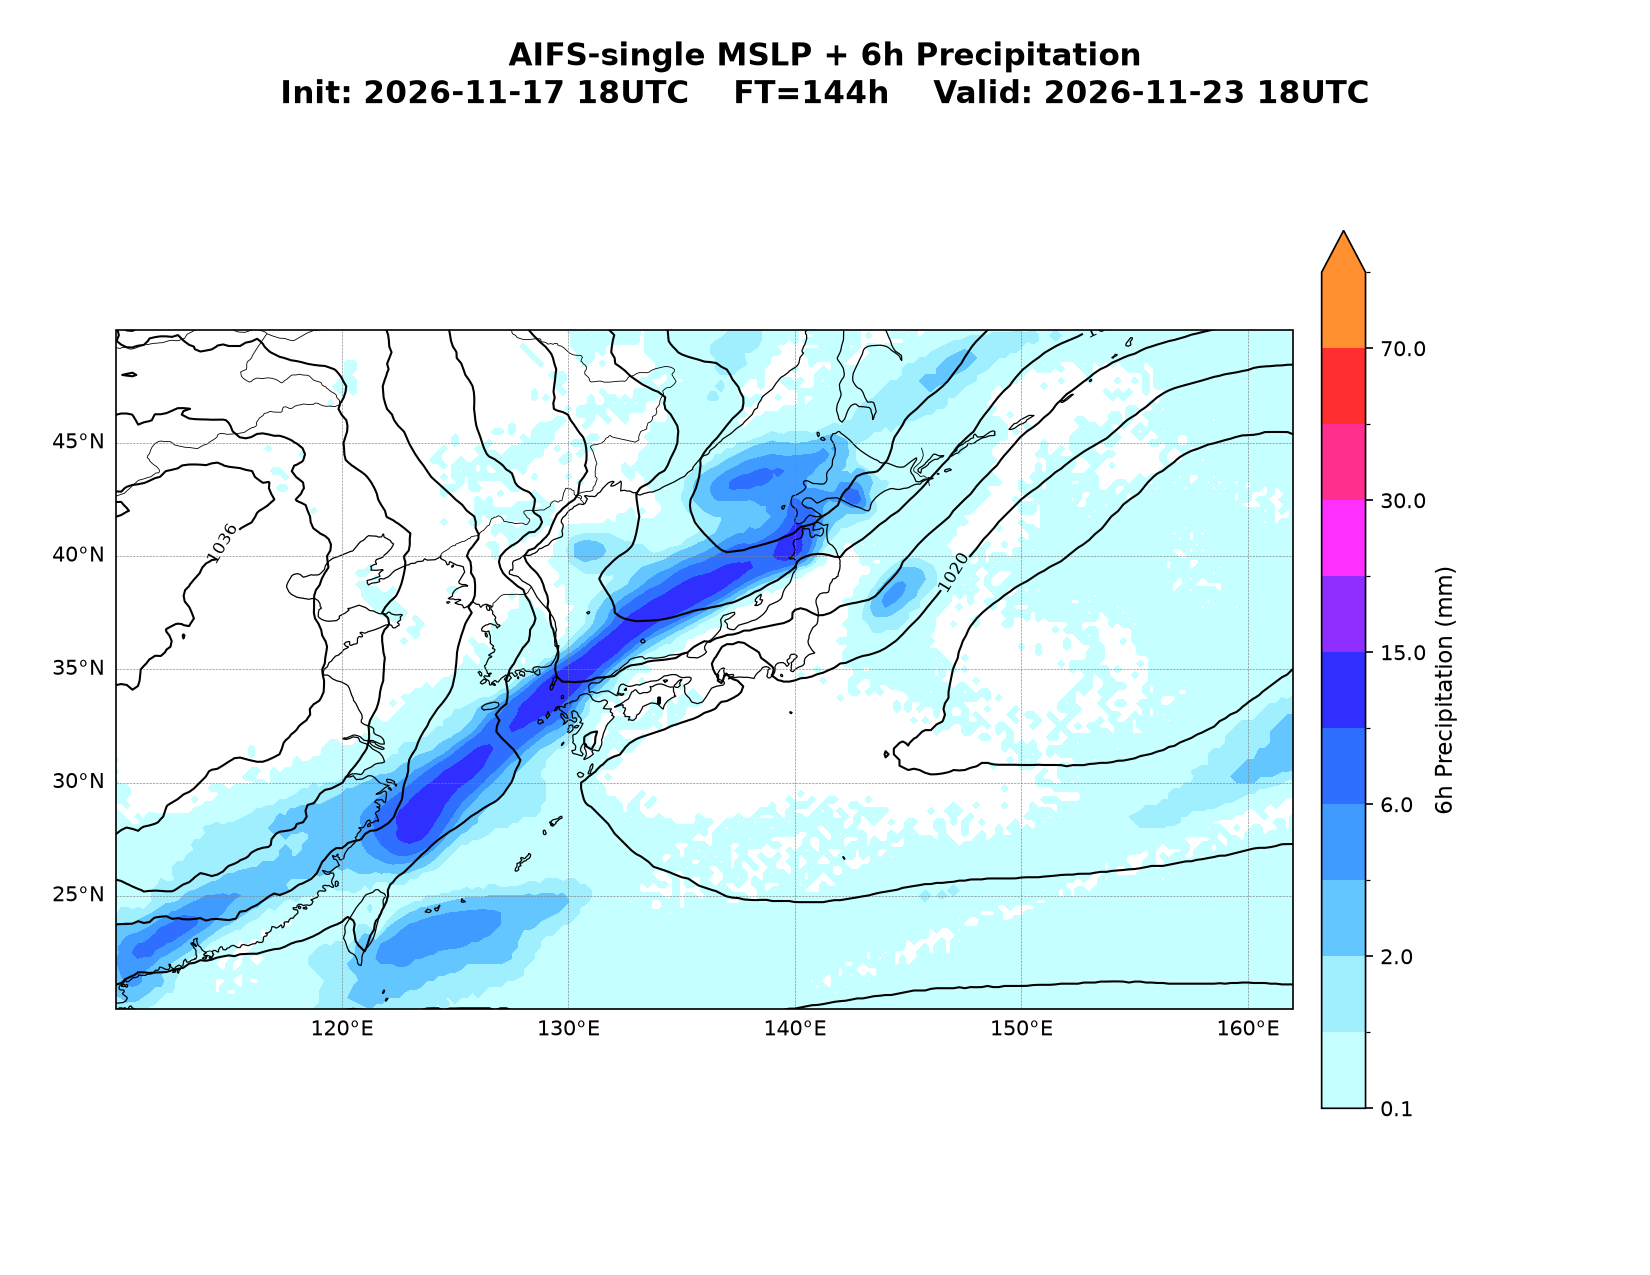 AIFS-single MSLP + 6h Precipitation
Init: 2026-11-17 18UTC    FT=144h    Valid: 2026-11-23 18UTC
70.0
30.0
15.0
6.0
2.0
0.1
6h Precipitation (mm)
45°N
40°N
35°N
30°N
25°N
1036
1020
120°E
130°E
140°E
150°E
160°E